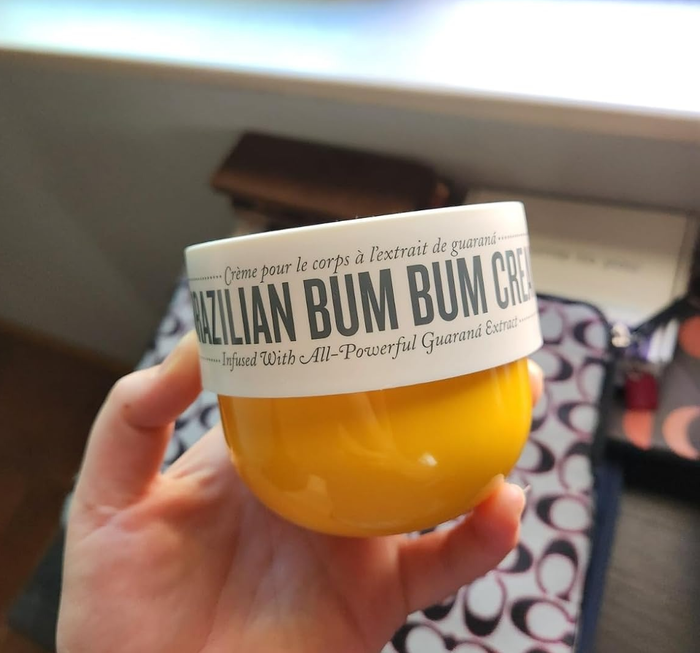 Crème pour le corps à l'extrait de guaraná
RAZILIAN BUM BUM CREA
Infused With All-Powerful Guaraná Extract